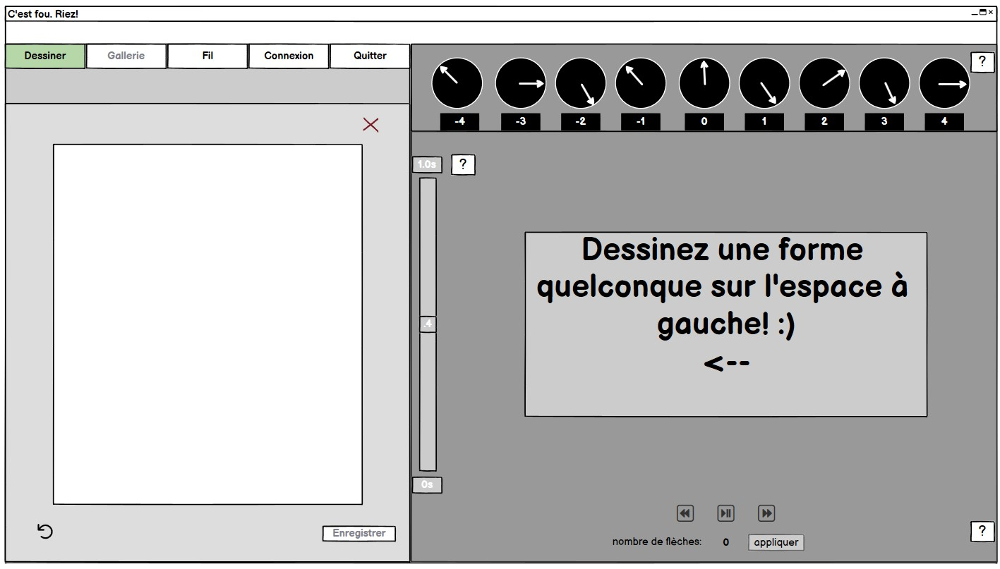 C'est fou. Riez!
Dessiner
Gallerie
Fil
Connexion
Quitter
?
-4
-3
-2
-1
0
1
2
3
4
1.0s
?
.4
0s
Dessinez une forme
quelconque sur l'espace à
gauche! :)
<--
Enregistrer
nombre de flèches:
0
appliquer
?